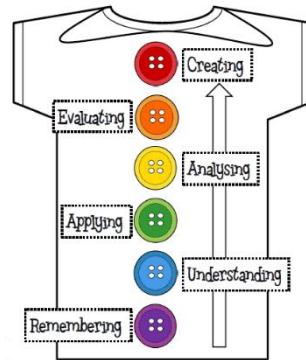 Creating
Evaluating
Analysing
Applying
Understanding
Remembering